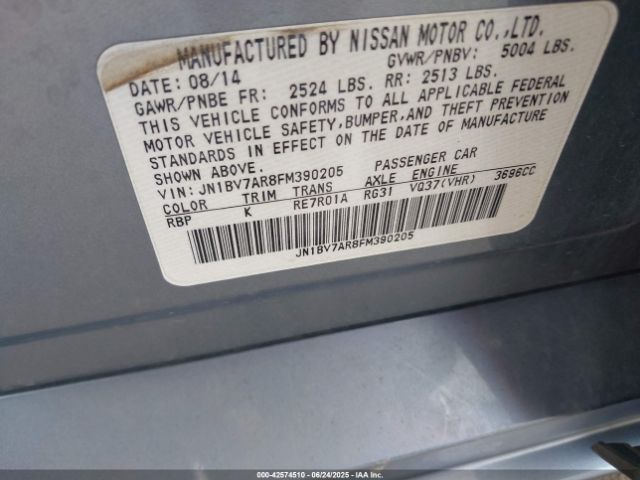 MANUFACTURED BY NISSAN MOTOR CO.,LTD.
DATE: 08/14 GVWR/PNBV: 5004 LBS.
GAWR/PNBE FR: 2524 LBS. RR: 2513 LBS.
THIS VEHICLE CONFORMS TO ALL APPLICABLE FEDERAL
MOTOR VEHICLE SAFETY,BUMPER,AND THEFT PREVENTION
STANDARDS IN EFFECT ON THE DATE OF MANUFACTURE
SHOWN ABOVE.
VIN: JN1BV7AR8FM390205 PASSENGER CAR
COLOR TRIM TRANS AXLE ENGINE
RBP K RE7R01A RG31 VQ37(VHR) 3696CC
JN1BV7AR8FM390205
000-42574510 - 06/24/2025 - IAA Inc.